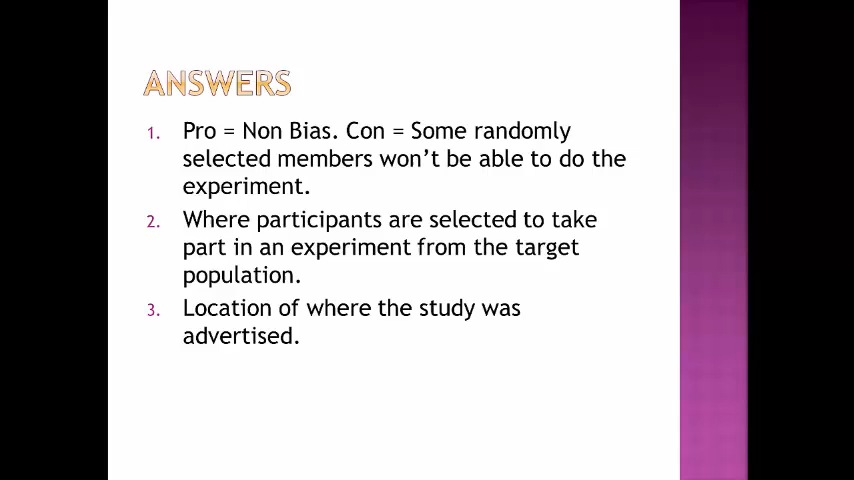 ANSWERS
1. Pro = Non Bias. Con = Some randomly
selected members won't be able to do the
experiment.
2. Where participants are selected to take
part in an experiment from the target
population.
3. Location of where the study was
advertised.